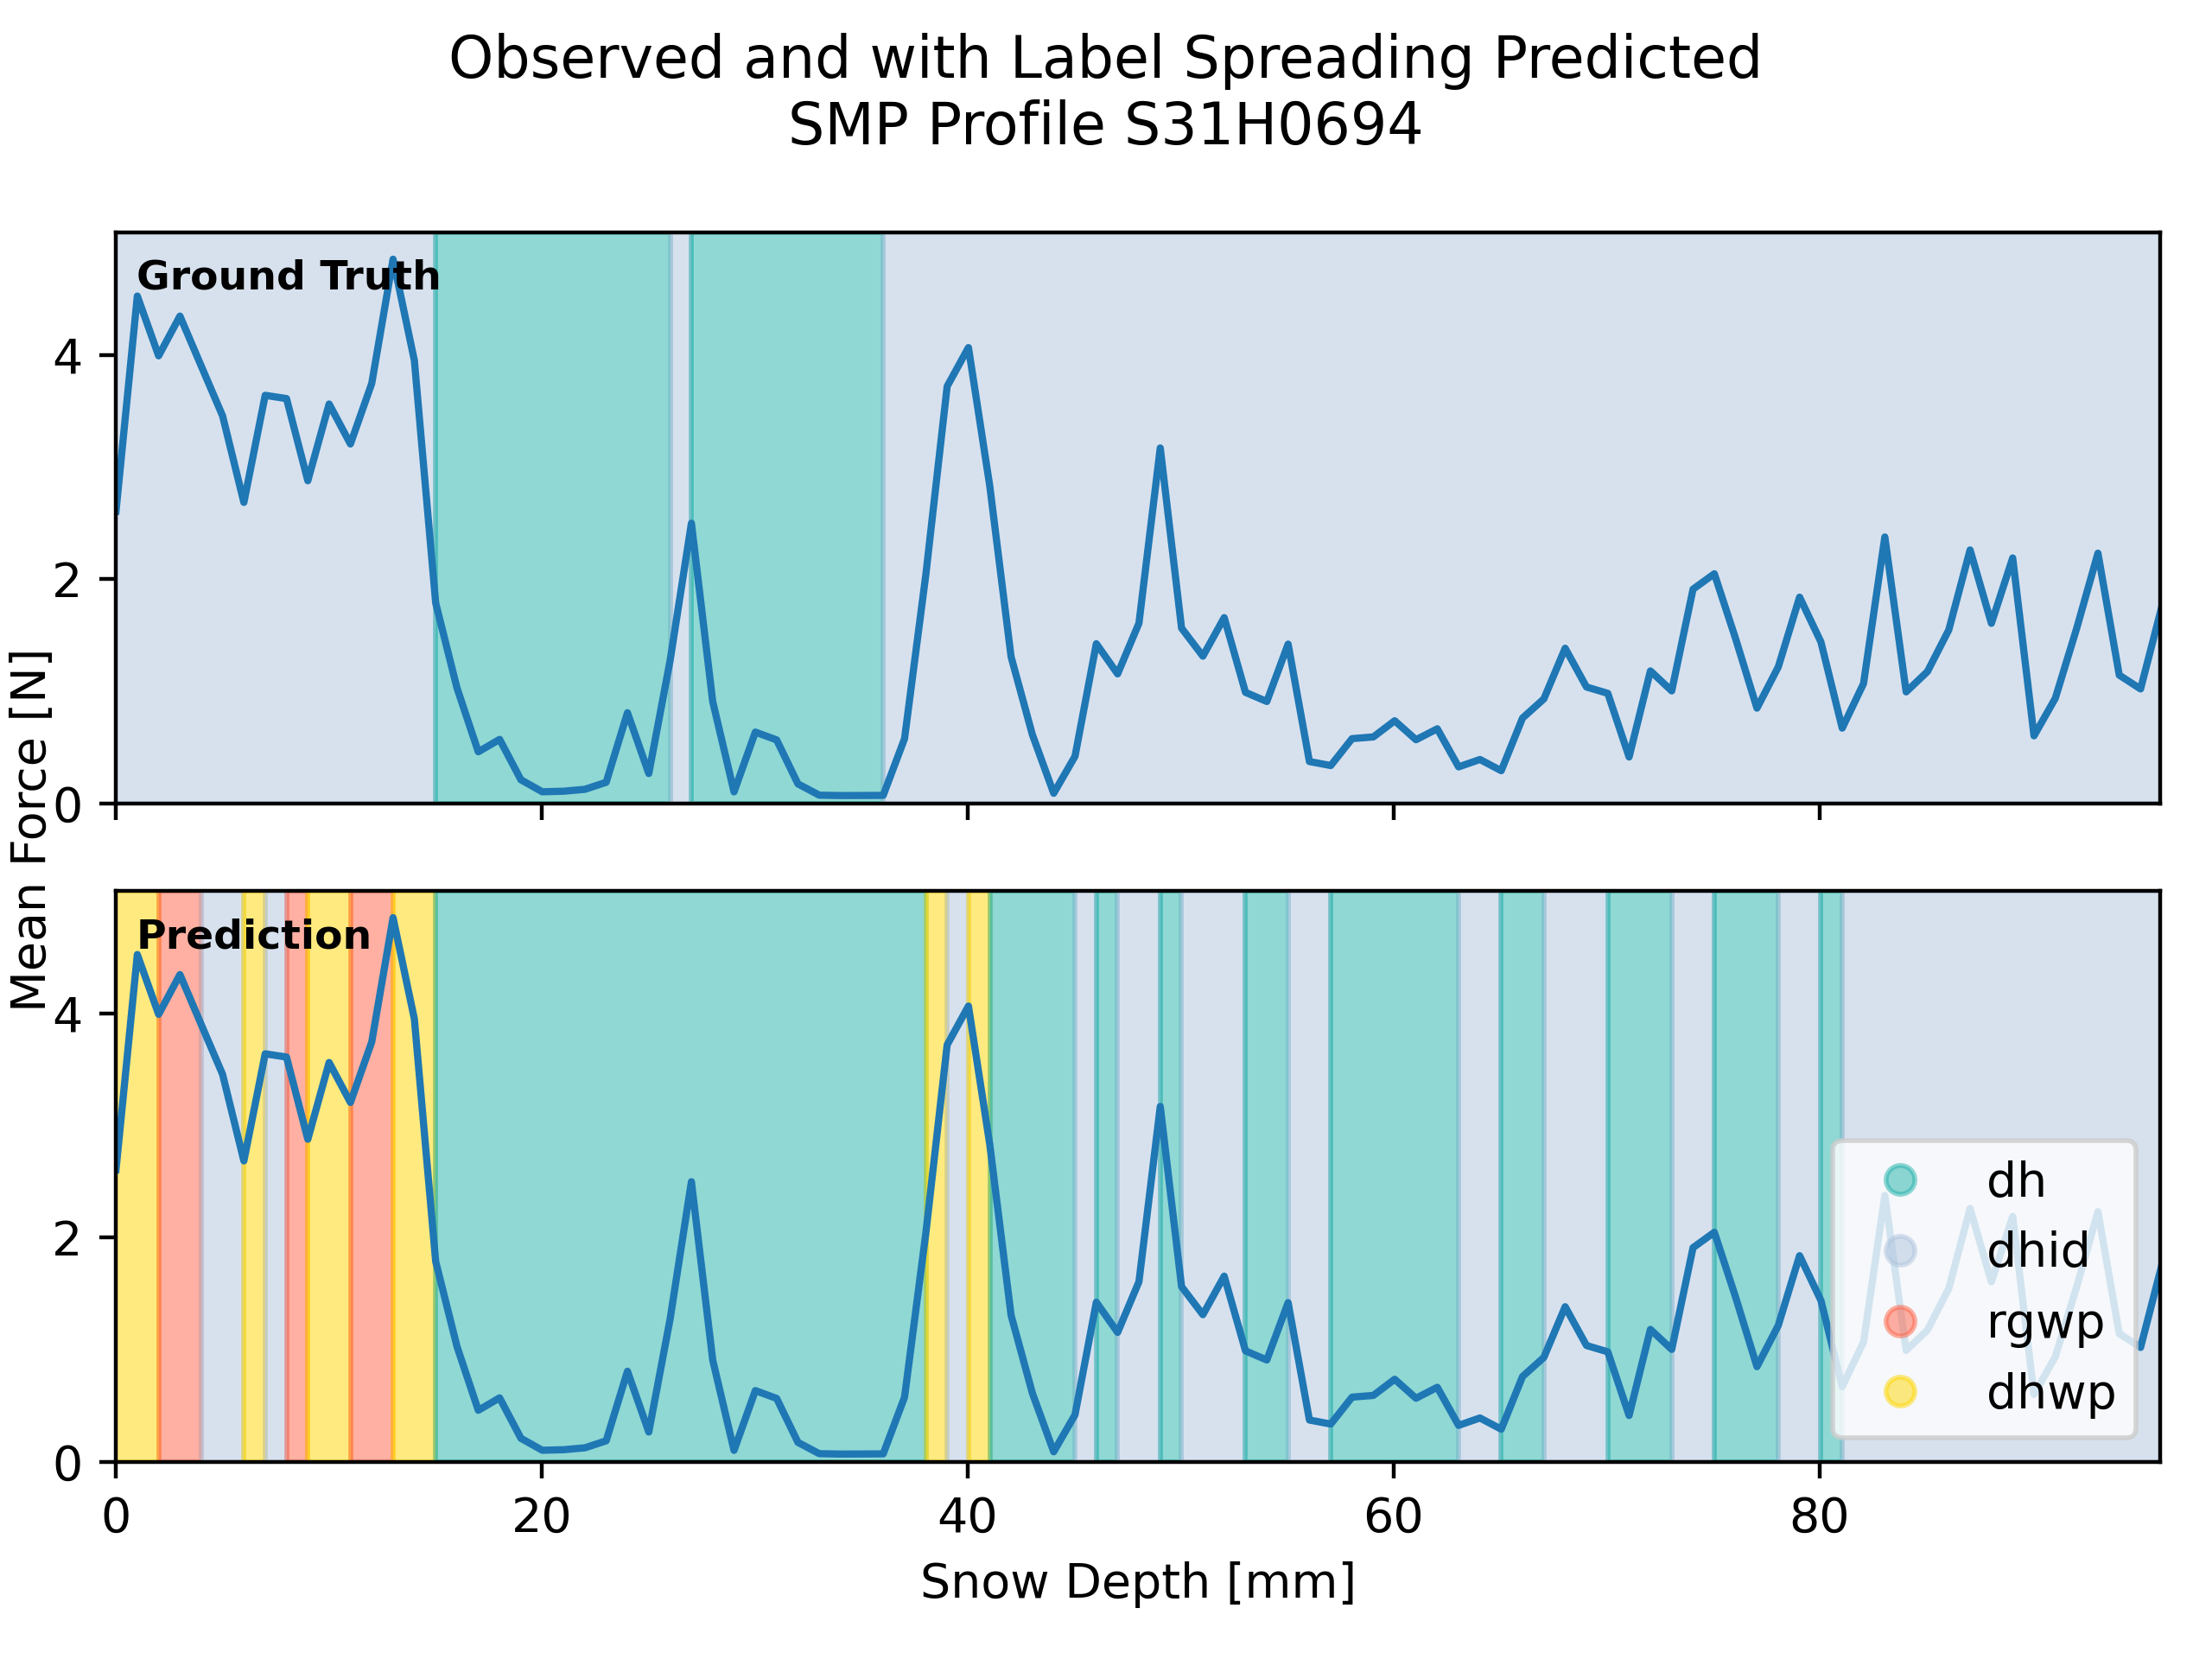 Observed and with Label Spreading Predicted
SMP Profile S31H0694
Mean Force [N]
Ground Truth
4
2
0
Prediction
4
2
0
dh
dhid
rgwp
dhwp
0 20 40 60 80
Snow Depth [mm]